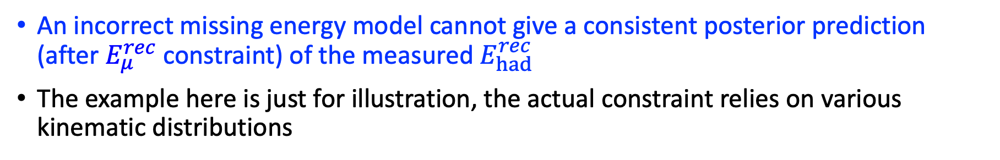 • An incorrect missing energy model cannot give a consistent posterior prediction
(after $E_{\mu}^{rec}$ constraint) of the measured $E_{\text{had}}^{rec}$
• The example here is just for illustration, the actual constraint relies on various
kinematic distributions